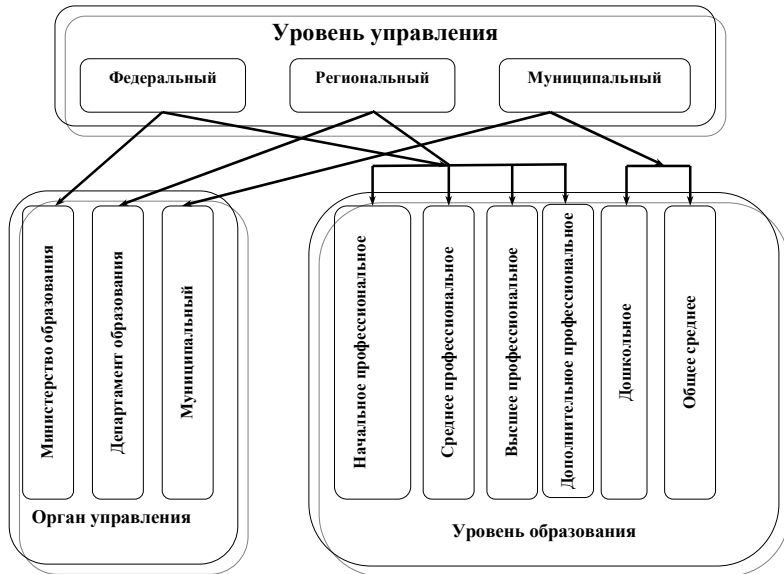 Уровень управления
Федеральный
Региональный
Муниципальный
Министерство образования
Департамент образования
Муниципальный
Орган управления
Начальное профессиональное
Среднее профессиональное
Высшее профессиональное
Дополнительное профессиональное
Дошкольное
Общее среднее
Уровень образования